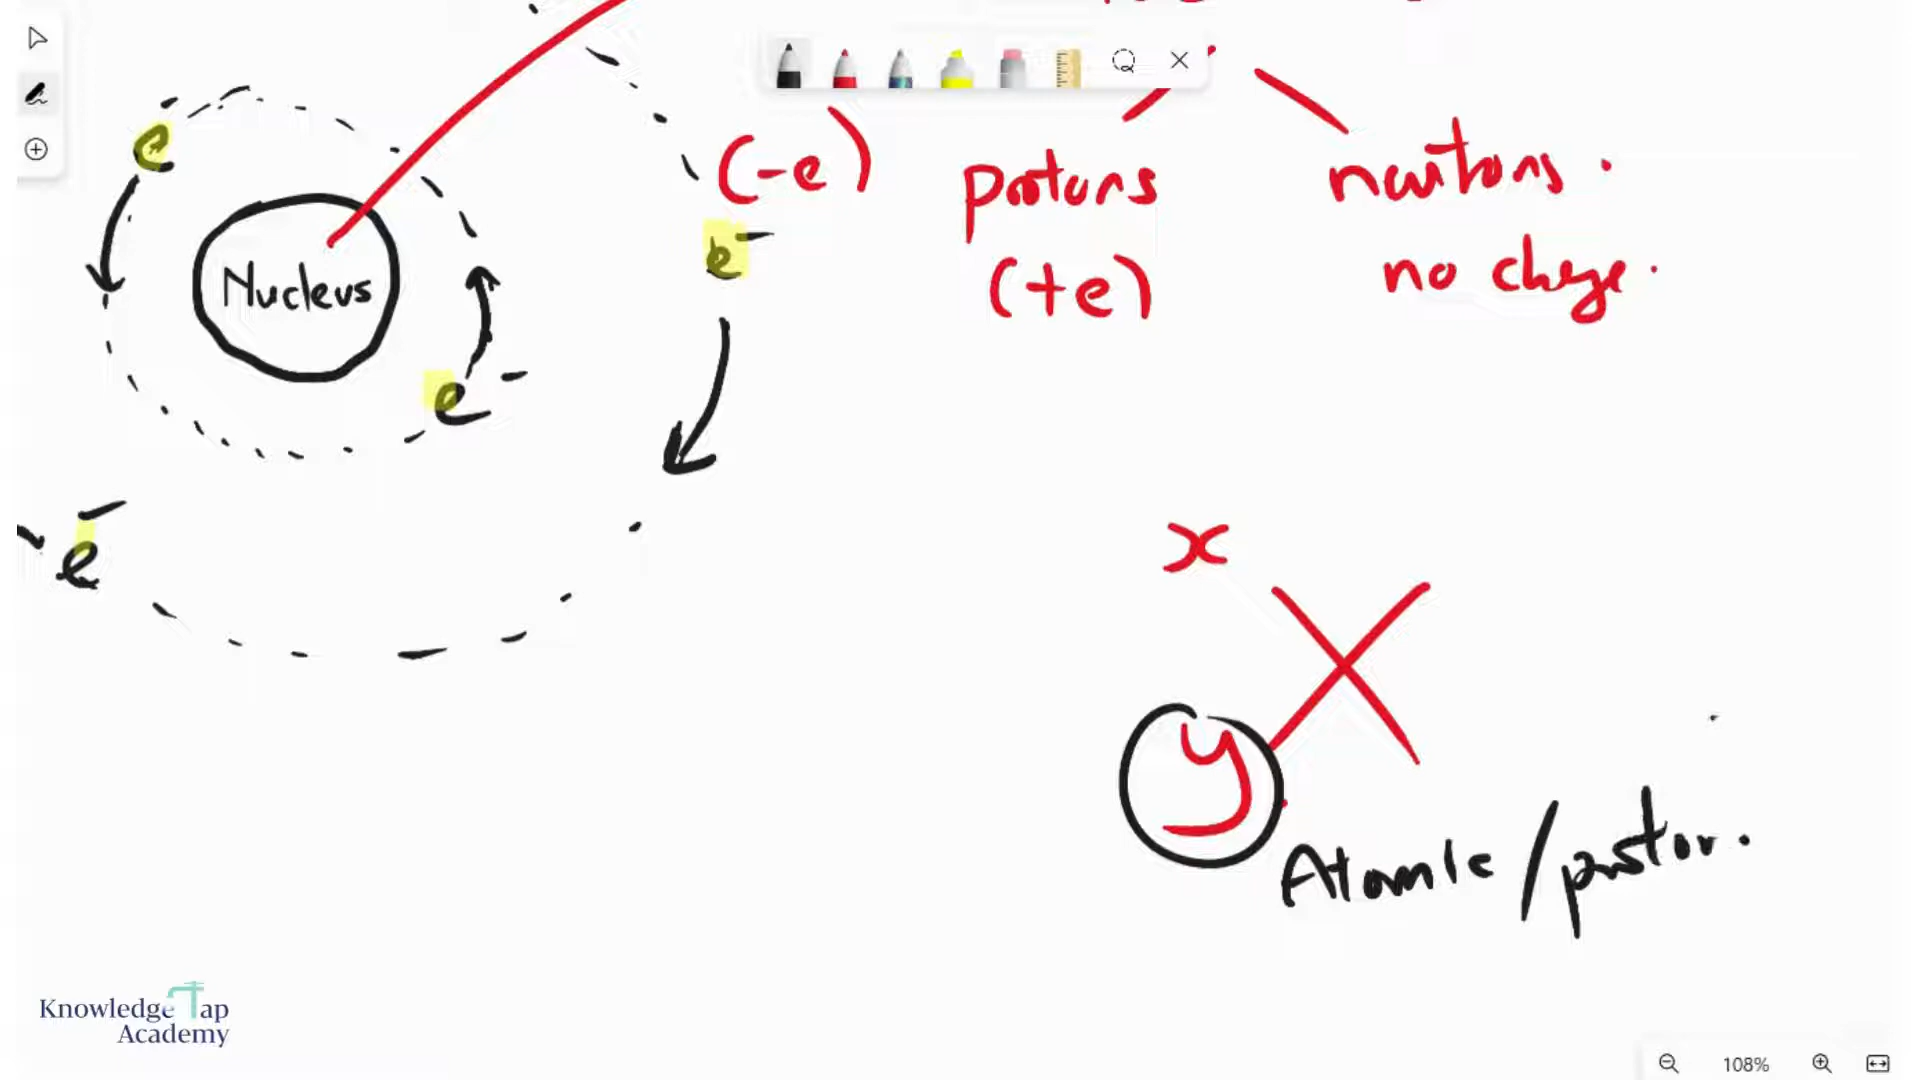 e
Nucleus
e-
e-
e-
(-e)
protons
(+e)
neutrons.
no charge.
x
X
y
Atomic / proton.
Knowledge Tap
Academy
108%